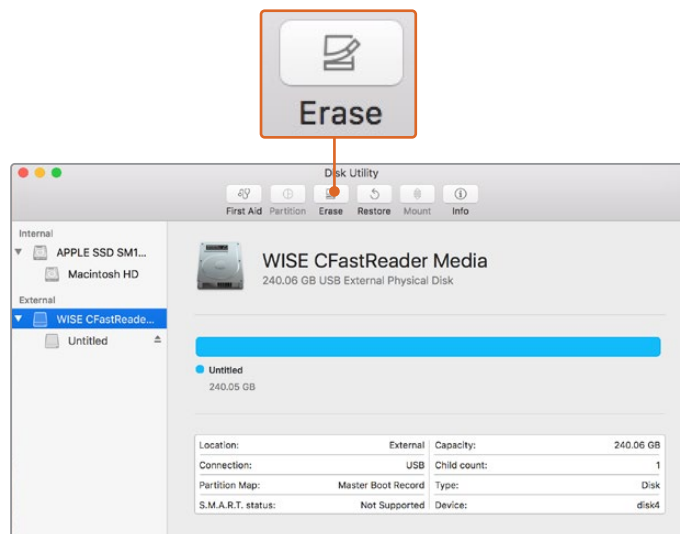 Erase
Disk Utility
First Aid Partition Erase Restore Mount Info
Internal
APPLE SSD SM1...
Macintosh HD
External
WISE CFastReade...
Untitled
WISE CFastReader Media
240.06 GB USB External Physical Disk
Untitled
240.05 GB
Location: External Capacity: 240.06 GB
Connection: USB Child count: 1
Partition Map: Master Boot Record Type: Disk
S.M.A.R.T. status: Not Supported Device: disk4